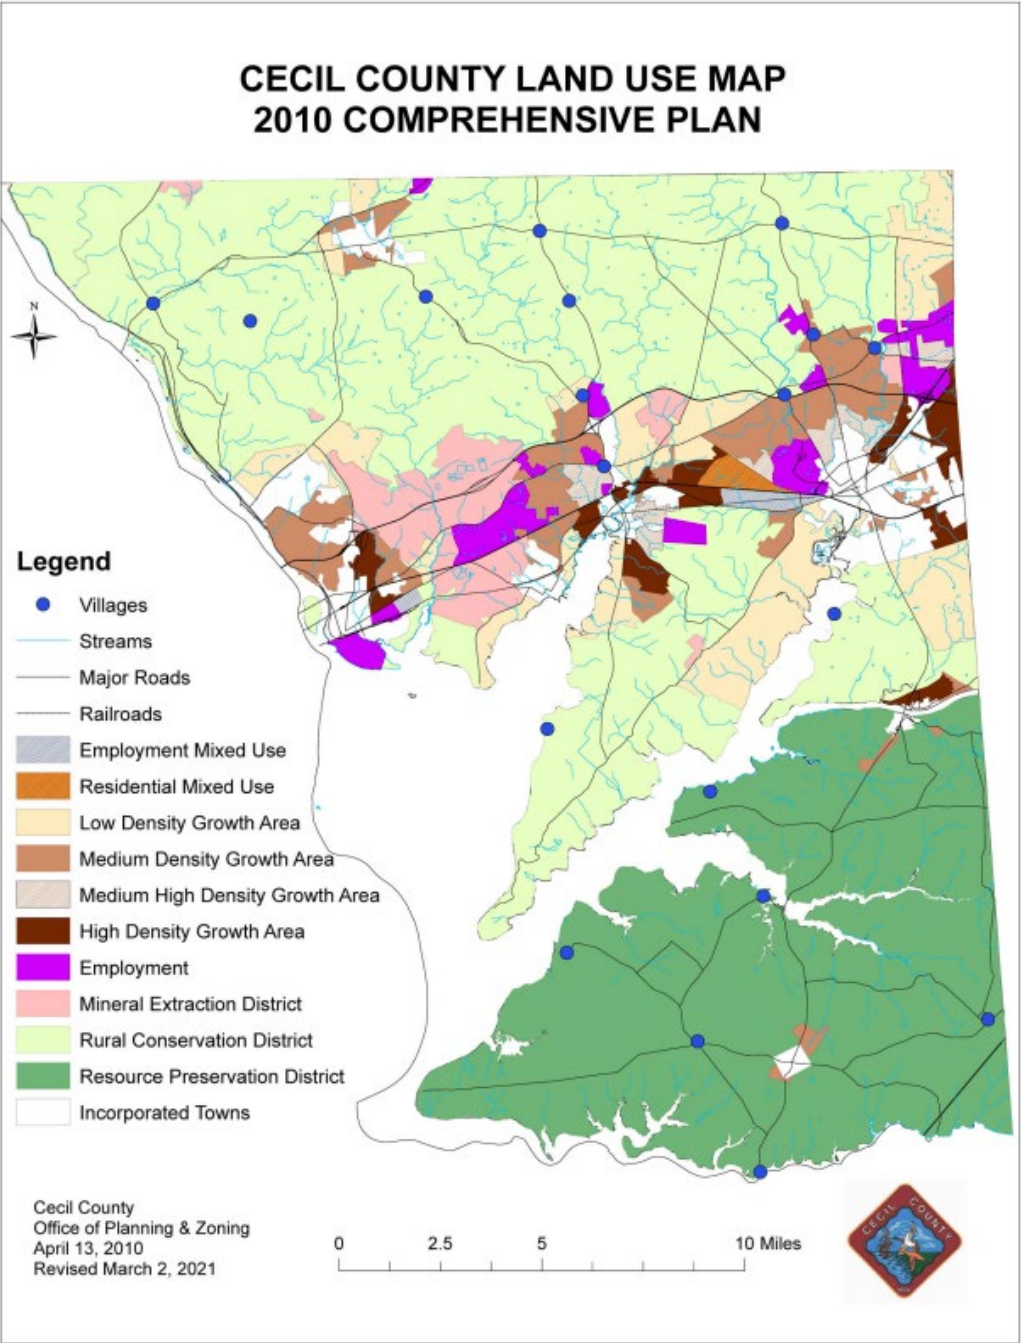 CECIL COUNTY LAND USE MAP
2010 COMPREHENSIVE PLAN
N
Legend
Villages
Streams
Major Roads
Railroads
Employment Mixed Use
Residential Mixed Use
Low Density Growth Area
Medium Density Growth Area
Medium High Density Growth Area
High Density Growth Area
Employment
Mineral Extraction District
Rural Conservation District
Resource Preservation District
Incorporated Towns
Cecil County
Office of Planning & Zoning
April 13, 2010
Revised March 2, 2021
0 2.5 5 10 Miles
CECIL COUNTY